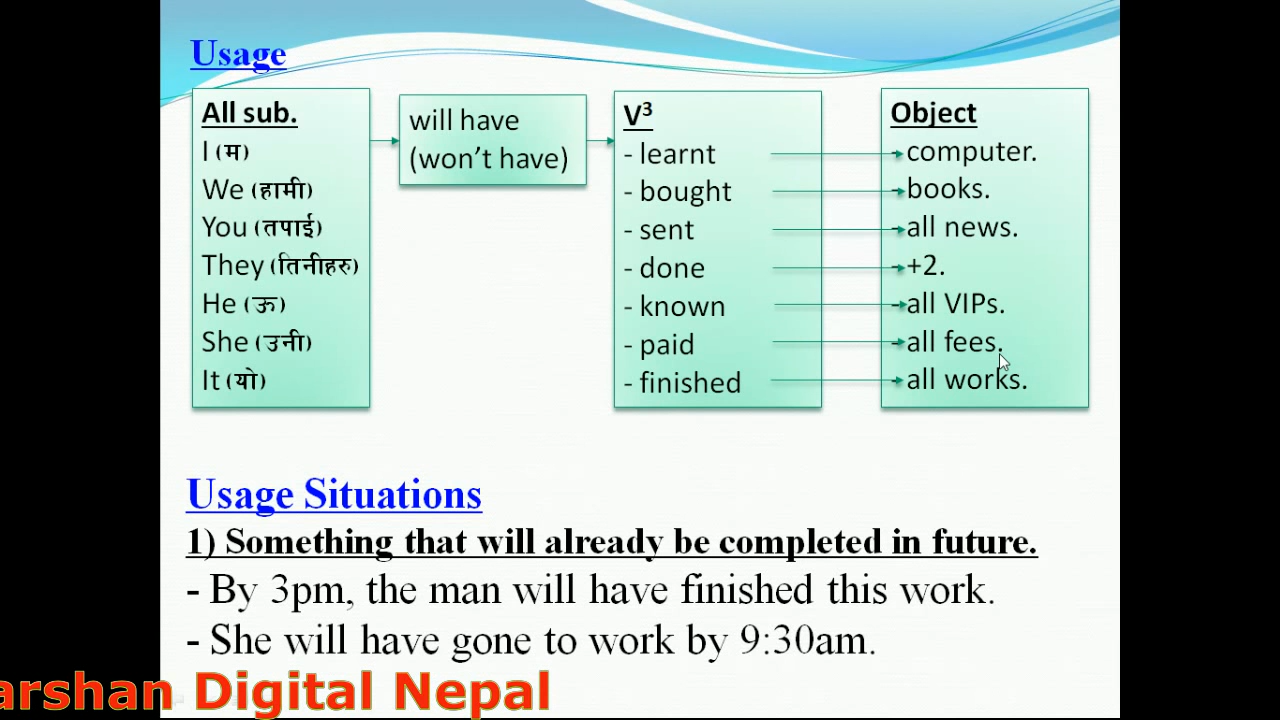 Usage
All sub.
I (म)
We (हामी)
You (तपाईं)
They (तिनीहरु)
He (ऊ)
She (उनी)
It (यो)
will have
(won't have)
V³
- learnt
- bought
- sent
- done
- known
- paid
- finished
Object
- computer.
- books.
- all news.
- +2.
- all VIPs.
- all fees.
- all works.
Usage Situations
1) Something that will already be completed in future.
- By 3pm, the man will have finished this work.
- She will have gone to work by 9:30am.
arshan Digital Nepal